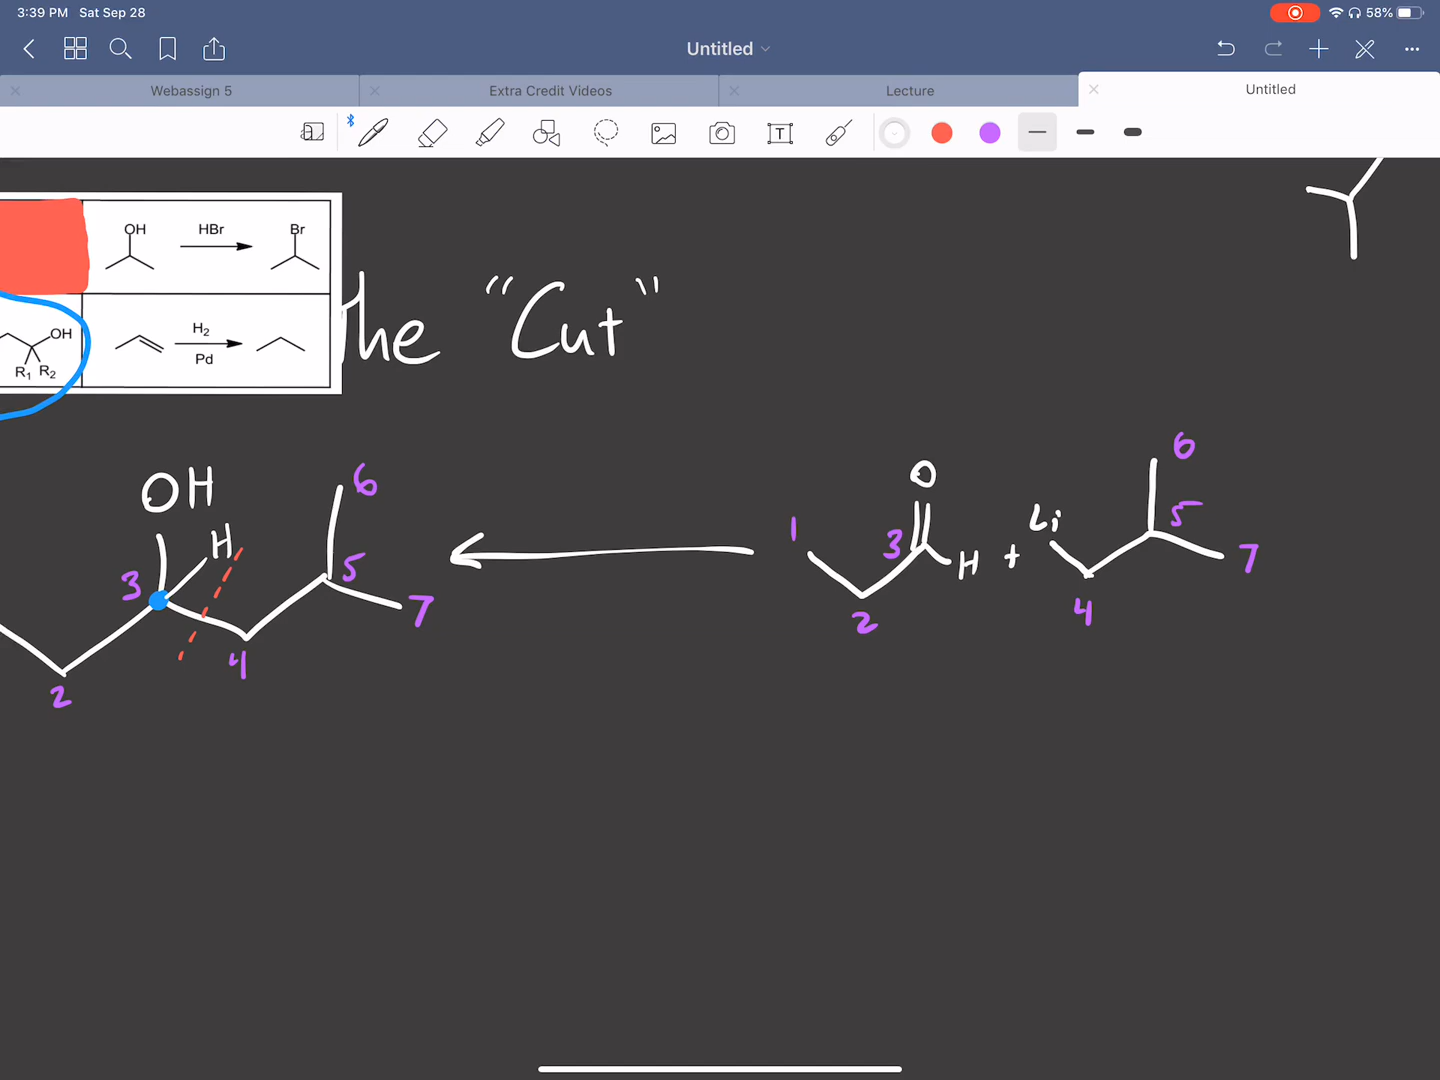 3:39 PM Sat Sep 28
58%
Untitled
Webassign 5
Extra Credit Videos
Lecture
Untitled
T
OH
HBr
Br
OH
R1 R2
H2
Pd
The "Cut"
OH
H
3
6
5
7
4
2
1
2
3
O
H
+
Li
4
5
6
7